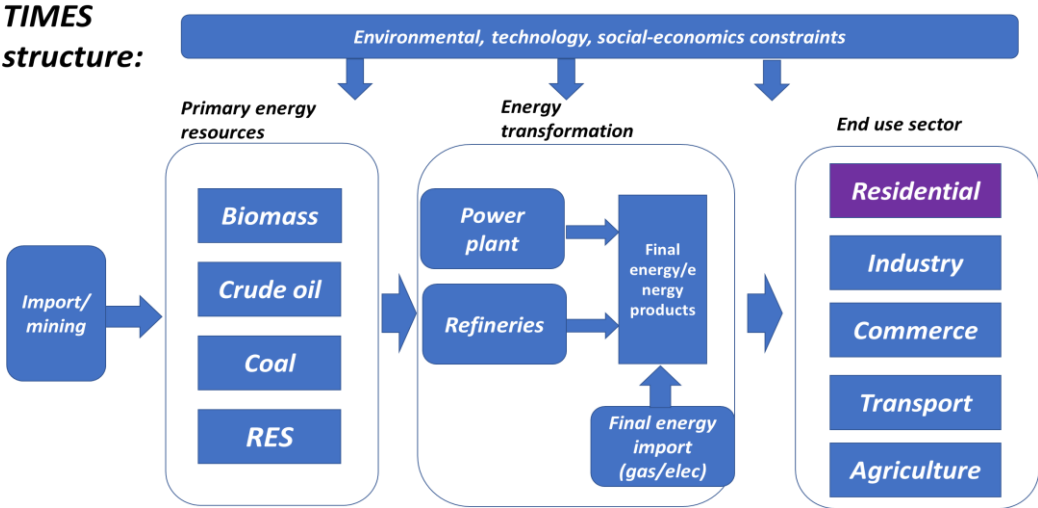 TIMES
structure:
Environmental, technology, social-economics constraints
Primary energy
resources
Energy
transformation
End use sector
Import/
mining
Biomass
Crude oil
Coal
RES
Power
plant
Refineries
Final
energy/e
nergy
products
Final energy
import
(gas/elec)
Residential
Industry
Commerce
Transport
Agriculture